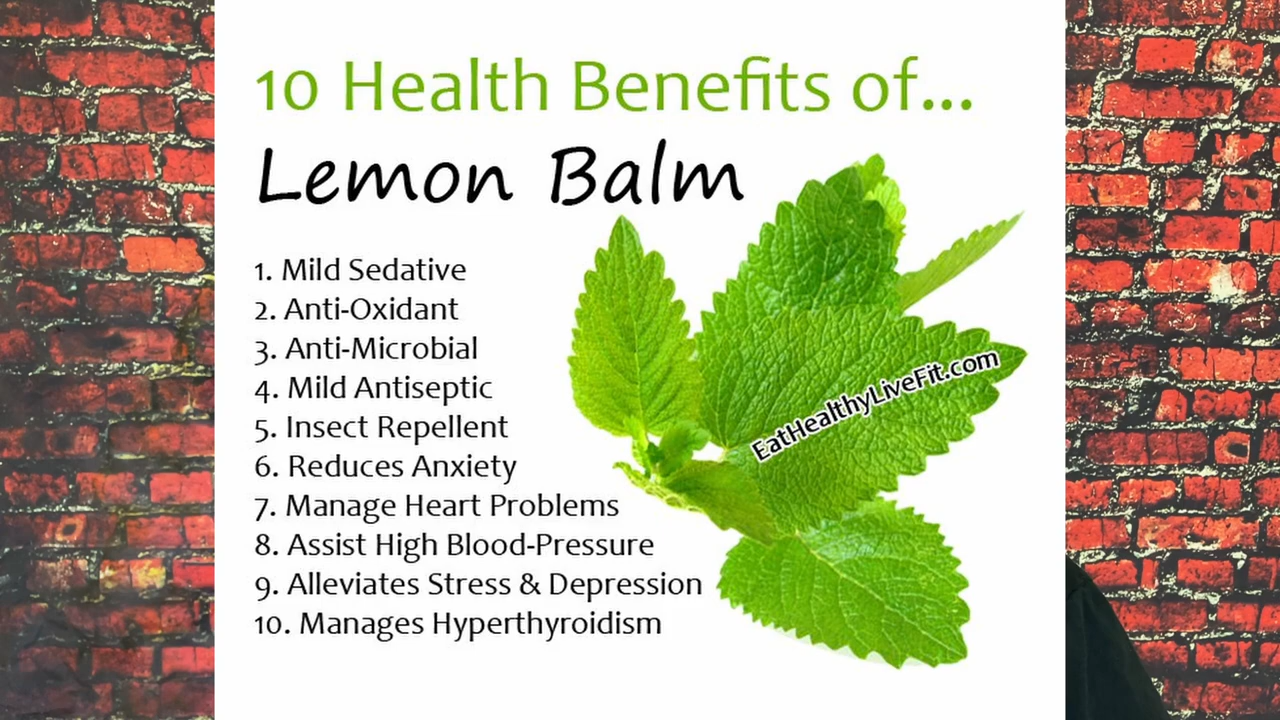 10 Health Benefits of...
Lemon Balm
1. Mild Sedative
2. Anti-Oxidant
3. Anti-Microbial
4. Mild Antiseptic
5. Insect Repellent
6. Reduces Anxiety
7. Manage Heart Problems
8. Assist High Blood-Pressure
9. Alleviates Stress & Depression
10. Manages Hyperthyroidism
EatHealthyLiveFit.com